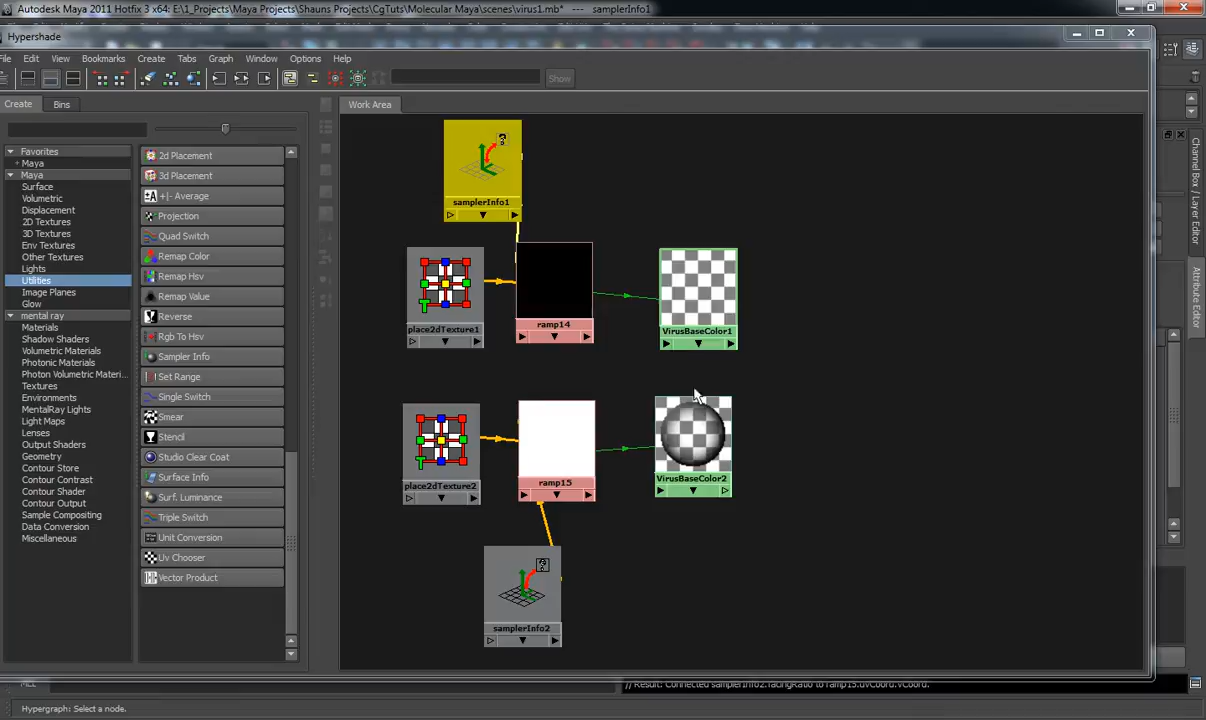 Autodesk Maya 2011 Hotfix 3 x64: E:\1_Projects\Maya Projects\Shauns Projects\CgTuts\Molecular Maya\scenes\virus1.mb* --- samplerInfo1
Hypershade
File Edit View Bookmarks Create Tabs Graph Window Options Help
Show
Create Bins
Work Area
Favorites
+ Maya
Maya
Surface
Volumetric
Displacement
2D Textures
3D Textures
Env Textures
Other Textures
Lights
Utilities
Image Planes
Glow
mental ray
Materials
Shadow Shaders
Volumetric Materials
Photonic Materials
Photon Volumetric Materi...
Textures
Environments
MentalRay Lights
Light Maps
Lenses
Output Shaders
Geometry
Contour Store
Contour Contrast
Contour Shader
Contour Output
Sample Compositing
Data Conversion
Miscellaneous
2d Placement
3d Placement
+|- Average
Projection
Quad Switch
Remap Color
Remap Hsv
Remap Value
Reverse
Rgb To Hsv
Sampler Info
Set Range
Single Switch
Smear
Stencil
Studio Clear Coat
Surface Info
Surf. Luminance
Triple Switch
Unit Conversion
Uv Chooser
Vector Product
samplerInfo1
place2dTexture1
ramp14
VirusBaseColor1
place2dTexture2
ramp15
VirusBaseColor2
samplerInfo2
Channel Box / Layer Editor
Attribute Editor
MEL
// Result: Connected samplerInfo2.facingRatio to ramp15.uvCoord.vCoord.
Hypergraph: Select a node.